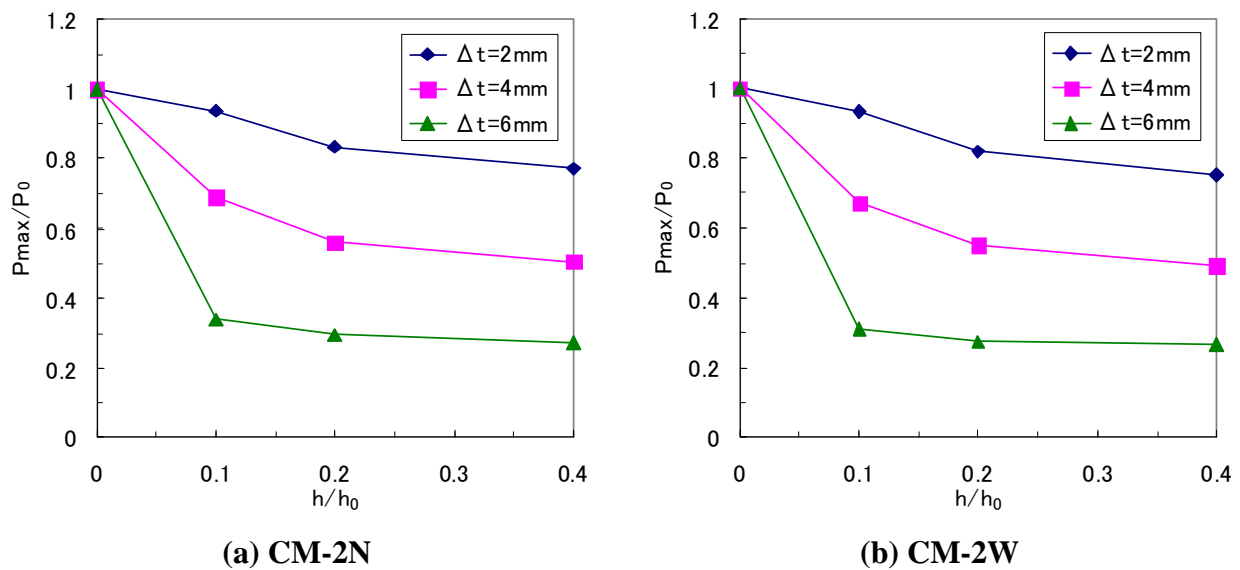 1.2
1
0.8
0.6
0.4
0.2
0
Pmax/P₀
Δt=2mm
Δt=4mm
Δt=6mm
0 0.1 0.2 0.3 0.4
h/h₀
(a) CM-2N
1.2
1
0.8
0.6
0.4
0.2
0
Pmax/P₀
Δt=2mm
Δt=4mm
Δt=6mm
0 0.1 0.2 0.3 0.4
h/h₀
(b) CM-2W